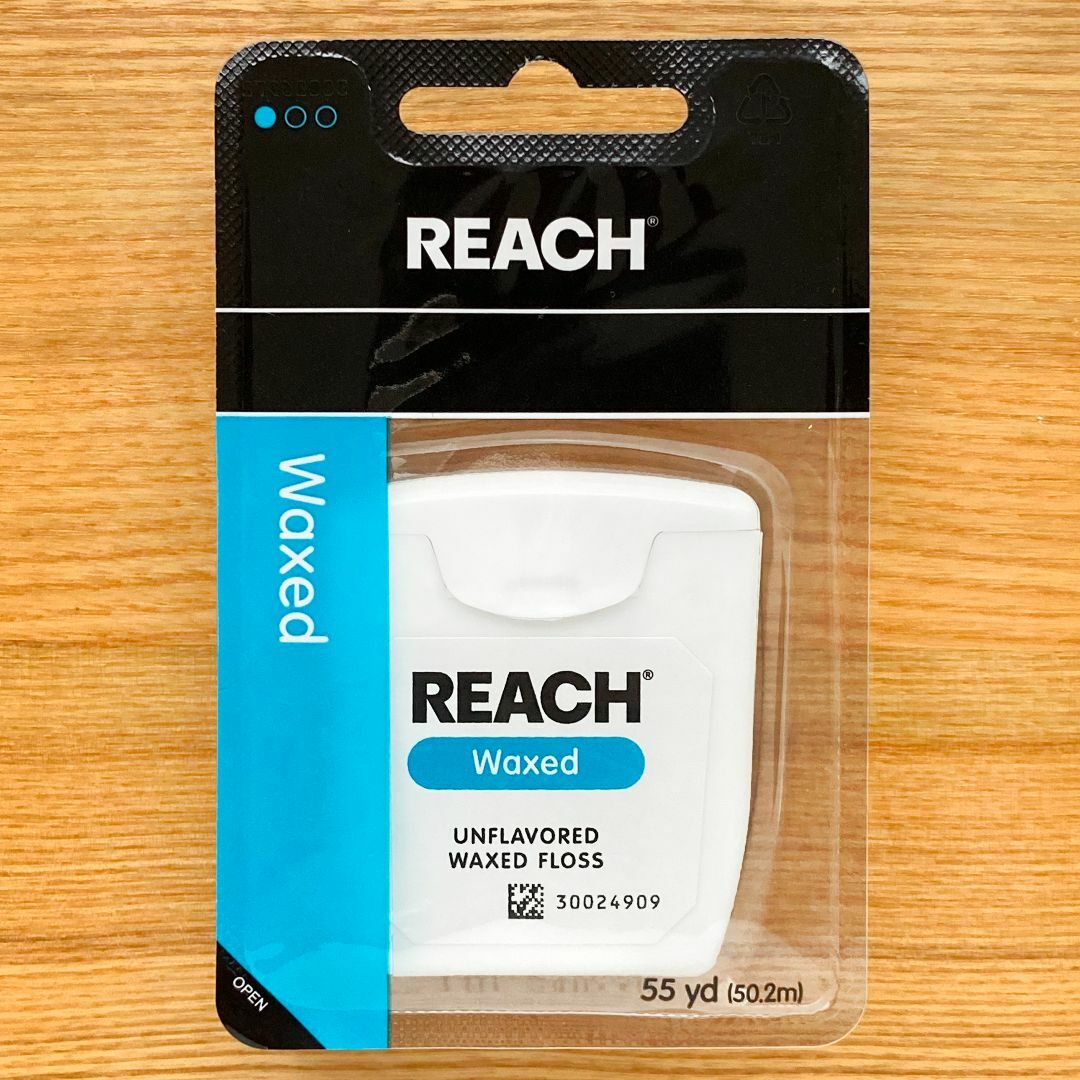 REACH®
Waxed
REACH®
Waxed
UNFLAVORED
WAXED FLOSS
30024909
55 yd (50.2m)
OPEN